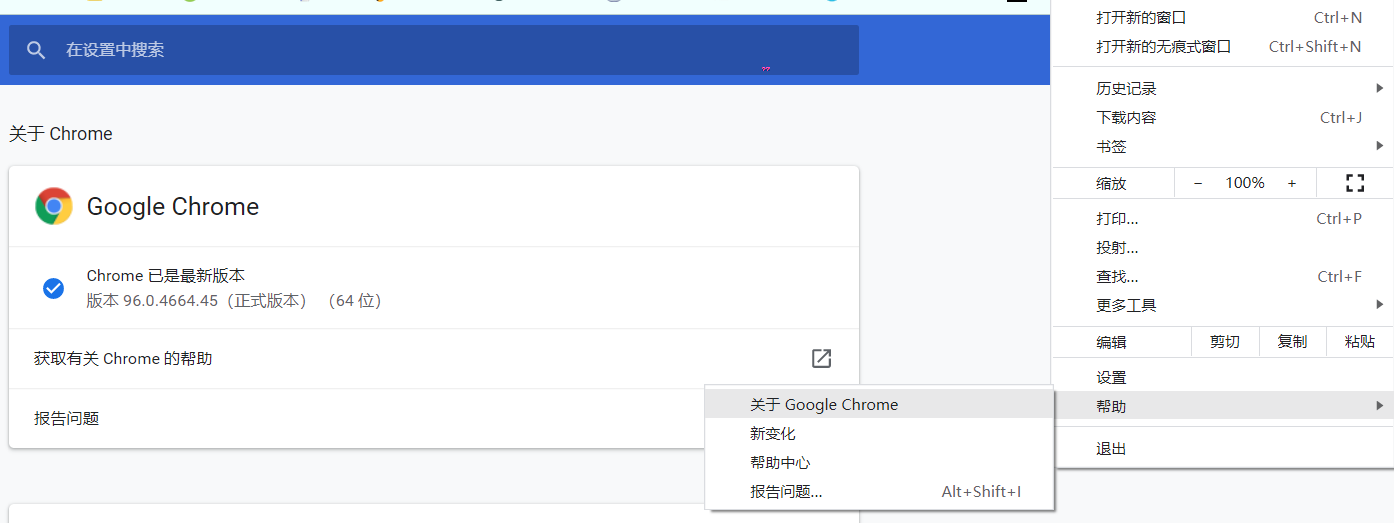 在设置中搜索
关于 Chrome
Google Chrome
Chrome 已是最新版本
版本 96.0.4664.45（正式版本） （64 位）
获取有关 Chrome 的帮助
报告问题
打开新的窗口 Ctrl+N
打开新的无痕式窗口 Ctrl+Shift+N
历史记录
下载内容 Ctrl+J
书签
缩放 − 100% +
打印... Ctrl+P
投射...
查找... Ctrl+F
更多工具
编辑 剪切 复制 粘贴
设置
帮助
退出
关于 Google Chrome
新变化
帮助中心
报告问题... Alt+Shift+I